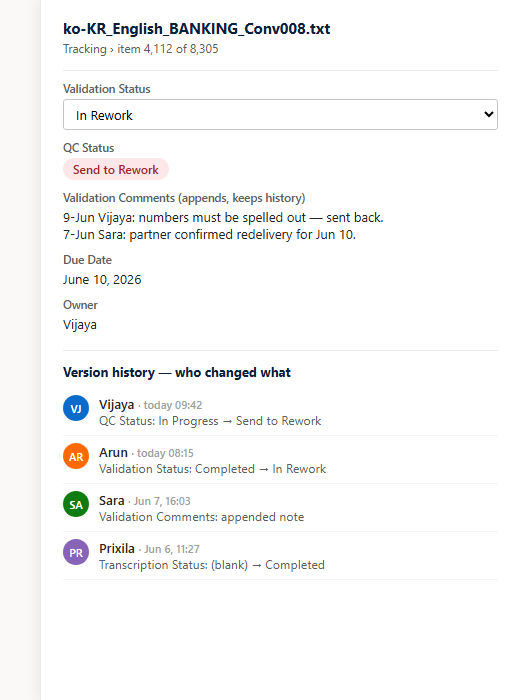 ko-KR_English_BANKING_Conv008.txt
Tracking › item 4,112 of 8,305
Validation Status
In Rework
QC Status
Send to Rework
Validation Comments (appends, keeps history)
9-Jun Vijaya: numbers must be spelled out — sent back.
7-Jun Sara: partner confirmed redelivery for Jun 10.
Due Date
June 10, 2026
Owner
Vijaya
Version history — who changed what
VJ Vijaya · today 09:42
QC Status: In Progress → Send to Rework
AR Arun · today 08:15
Validation Status: Completed → In Rework
SA Sara · Jun 7, 16:03
Validation Comments: appended note
PR Prixila · Jun 6, 11:27
Transcription Status: (blank) → Completed